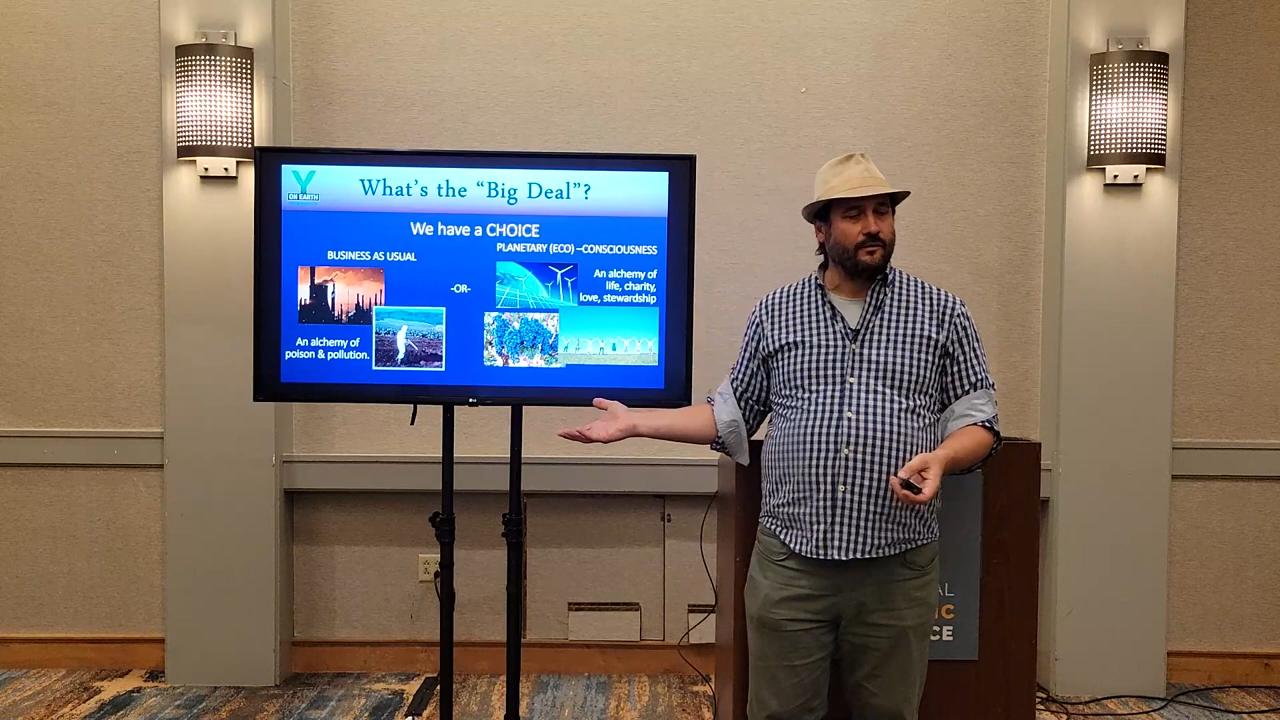 Y
ON EARTH
What's the “Big Deal”?
We have a CHOICE
BUSINESS AS USUAL
-OR-
PLANETARY (ECO) –CONSCIOUSNESS
An alchemy of
life, charity,
love, stewardship
An alchemy of
poison & pollution.
LG
AL
IC
CE